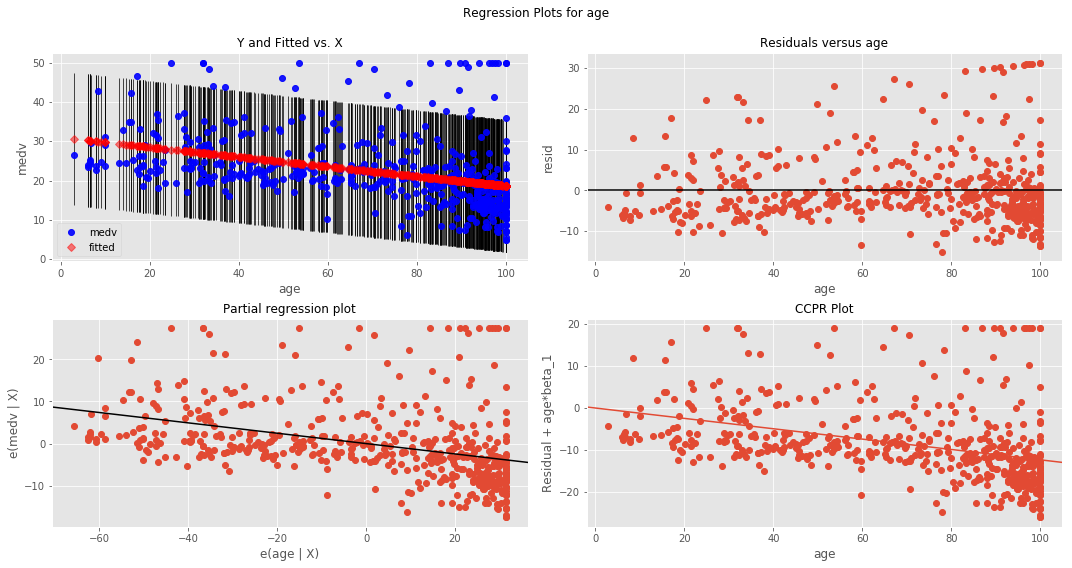 Regression Plots for age
Y and Fitted vs. X
50
40
30
20
10
0
medv
medv
fitted
0 20 40 60 80 100
age
Residuals versus age
30
20
10
0
−10
resid
0 20 40 60 80 100
age
Partial regression plot
20
10
0
−10
e(medv | X)
−60 −40 −20 0 20
e(age | X)
CCPR Plot
20
10
0
−10
−20
Residual + age*beta_1
0 20 40 60 80 100
age